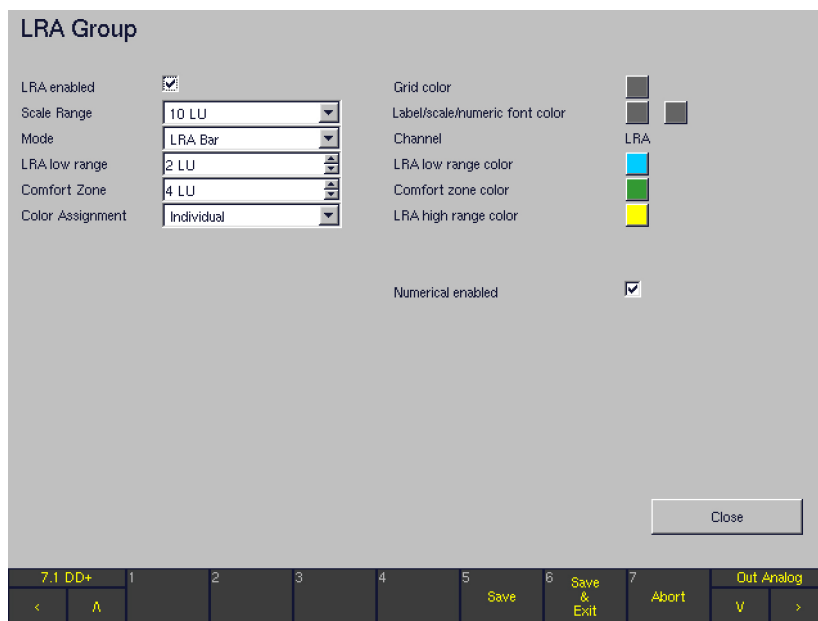 LRA Group
LRA enabled
Scale Range 10 LU
Mode LRA Bar
LRA low range 2 LU
Comfort Zone 4 LU
Color Assignment Individual
Grid color
Label/scale/numeric font color
Channel LRA
LRA low range color
Comfort zone color
LRA high range color
Numerical enabled
Close
7.1 DD+ 1 2 3 4 5 6 7 Out Analog
< Λ Save Save & Exit Abort V >